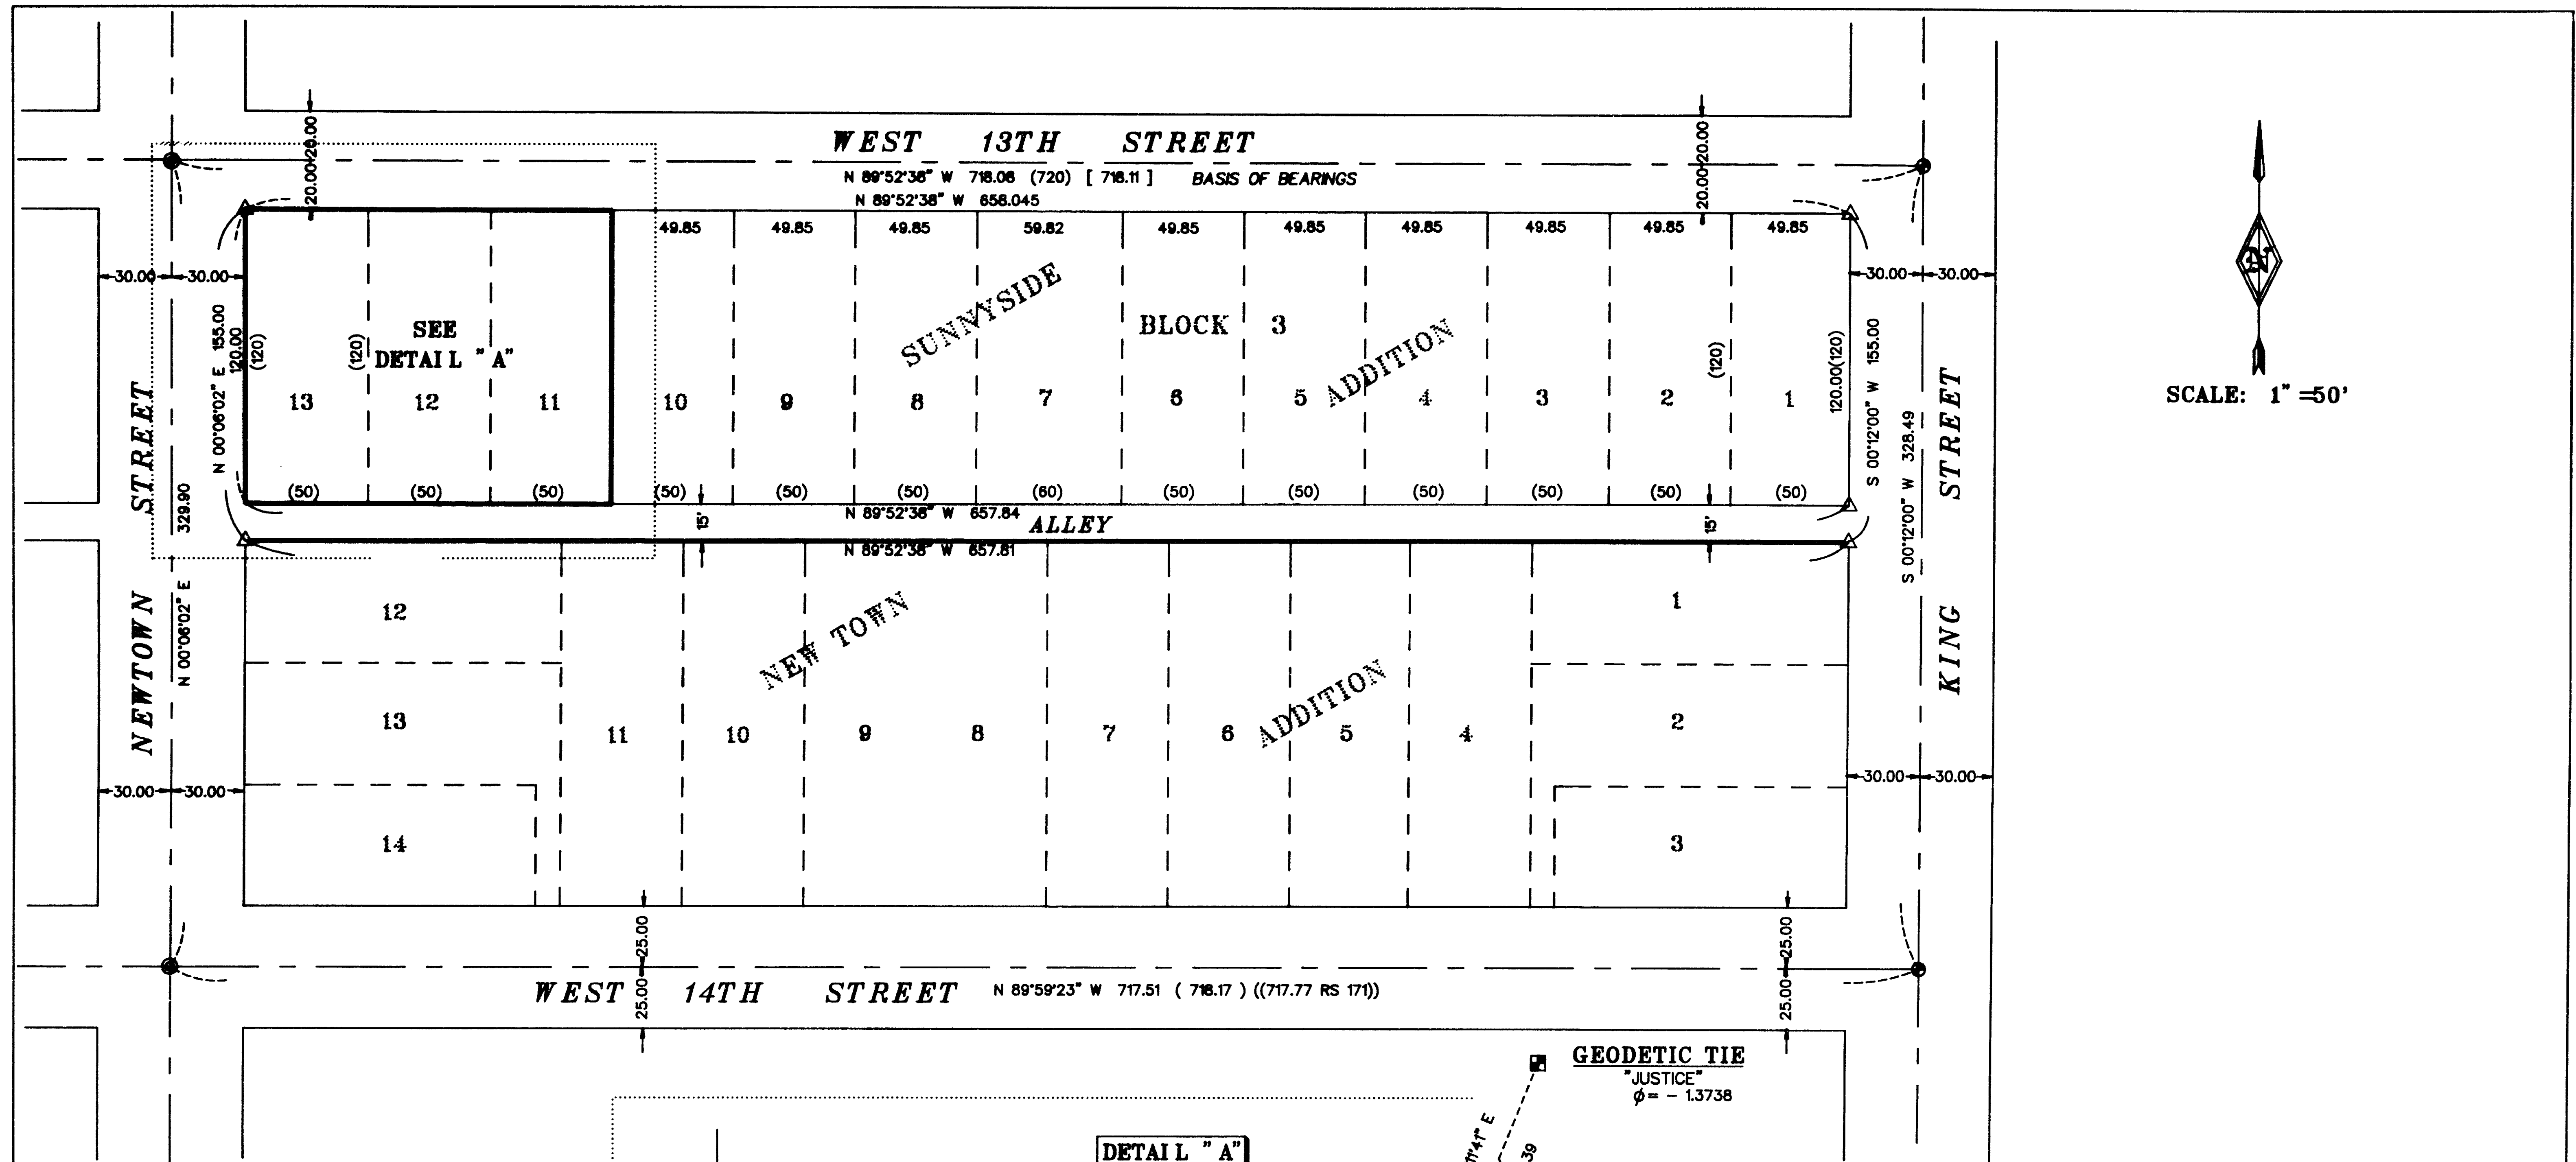 WEST 13TH STREET
N 89°52'38" W 718.08 (720) [ 718.11 ] BASIS OF BEARINGS
N 89°52'38" W 658.045
20.00 20.00
20.00 20.00
49.85 49.85 49.85 59.82 49.85 49.85 49.85 49.85 49.85 49.85
30.00 30.00
30.00 30.00
SEE
DETAIL "A"
SUNNYSIDE
BLOCK 3
ADDITION
N 00°06'02" E 155.00
120.00
(120)
(120)
(120)
120.00(120)
S 00°12'00" W 155.00
13 12 11 10 9 8 7 6 5 4 3 2 1
(50) (50) (50) (50) (50) (50) (60) (50) (50) (50) (50) (50) (50)
N 89°52'38" W 657.84
15'
ALLEY
15'
N 89°52'38" W 657.81
NEWTOWN STREET
N 00°06'02" E 329.90
S 00°12'00" W 328.49
KING STREET
SCALE: 1"=50'
N
12
13
14
NEW TOWN
ADDITION
11 10 9 8 7 6 5 4
1
2
3
30.00 30.00
30.00 30.00
25.00 25.00
25.00 25.00
WEST 14TH STREET N 89°59'23" W 717.51 ( 718.17 ) ((717.77 RS 171))
GEODETIC TIE
"JUSTICE"
φ= - 1.3738
11'41" E
39
DETAIL "A"